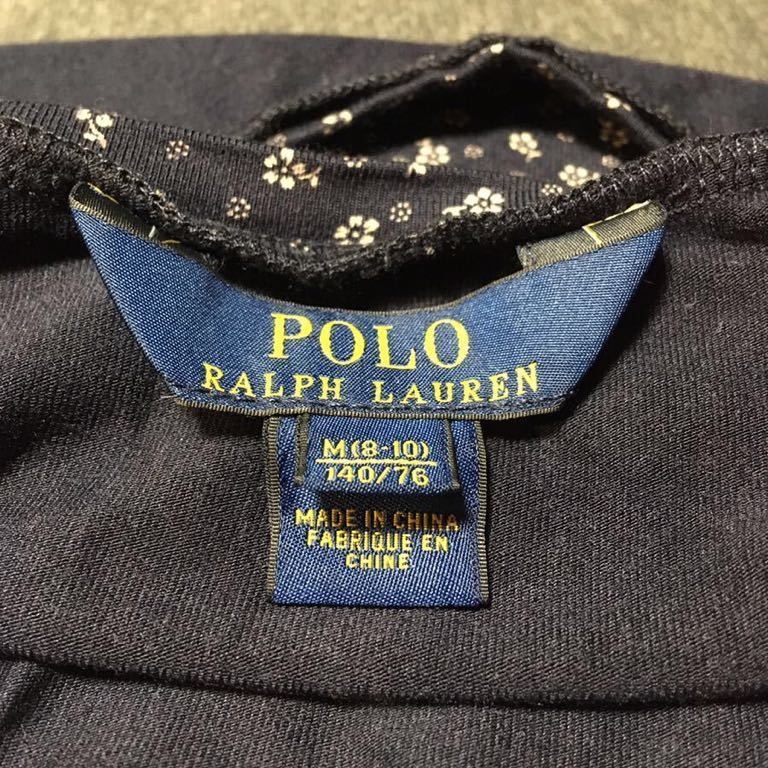 POLO
RALPH LAUREN
M(8-10)
140/76
MADE IN CHINA
FABRIQUE EN
CHINE